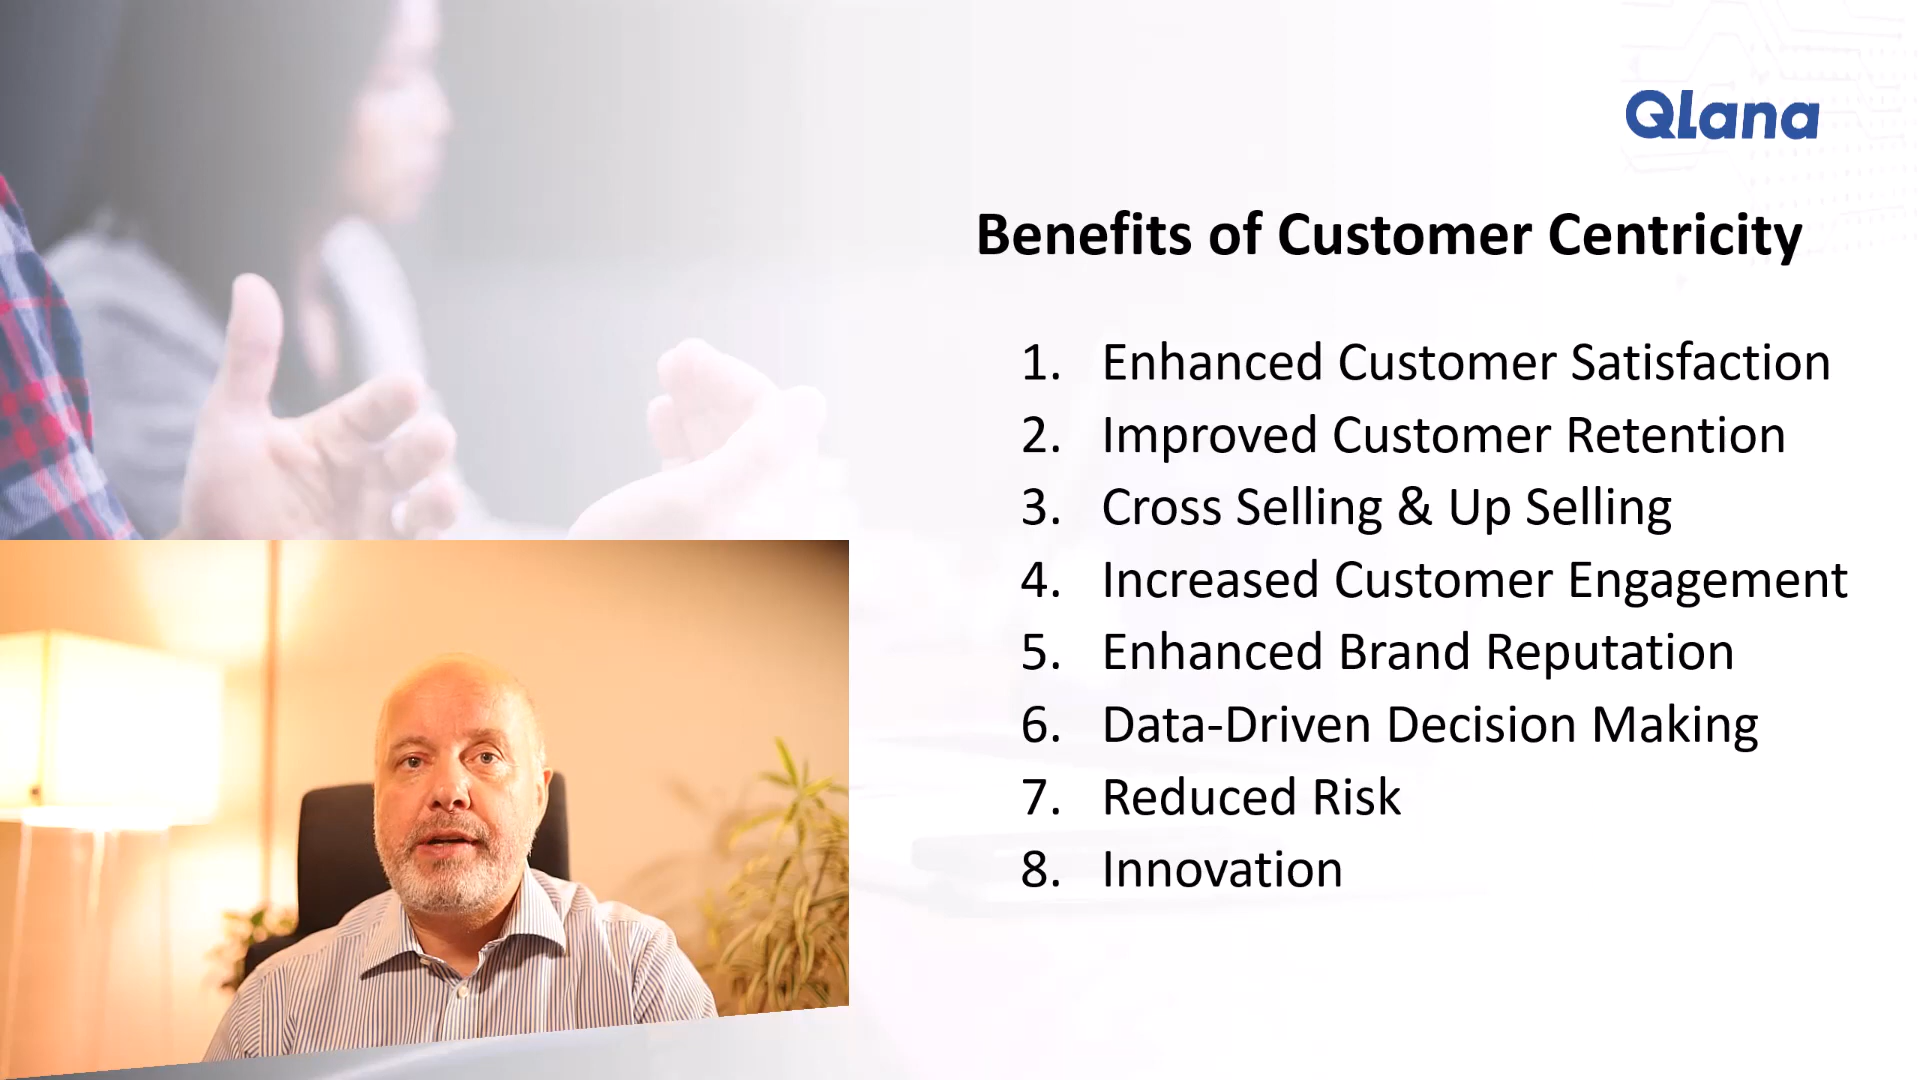 QLana
Benefits of Customer Centricity
1. Enhanced Customer Satisfaction
2. Improved Customer Retention
3. Cross Selling & Up Selling
4. Increased Customer Engagement
5. Enhanced Brand Reputation
6. Data-Driven Decision Making
7. Reduced Risk
8. Innovation